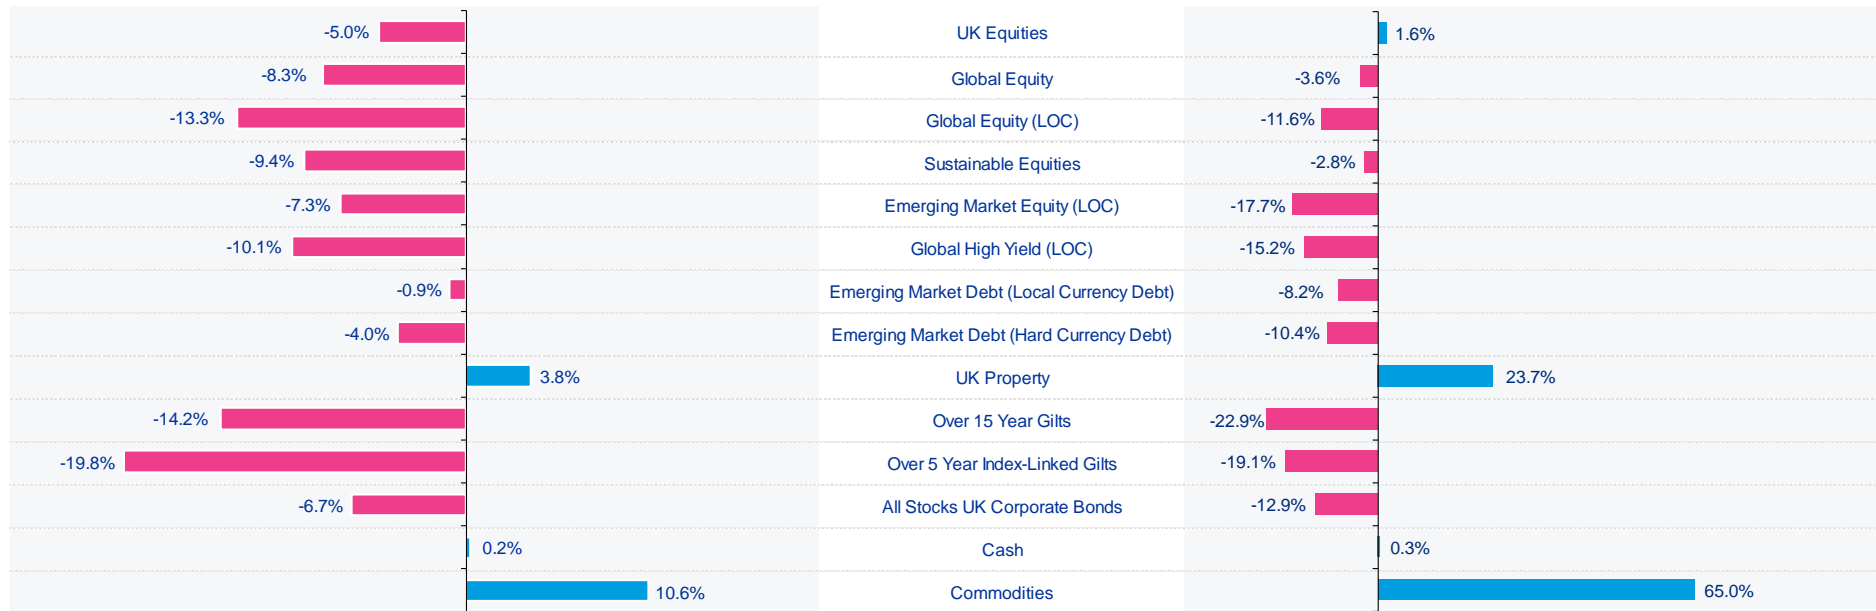 -5.0% UK Equities 1.6%
-8.3% Global Equity -3.6%
-13.3% Global Equity (LOC) -11.6%
-9.4% Sustainable Equities -2.8%
-7.3% Emerging Market Equity (LOC) -17.7%
-10.1% Global High Yield (LOC) -15.2%
-0.9% Emerging Market Debt (Local Currency Debt) -8.2%
-4.0% Emerging Market Debt (Hard Currency Debt) -10.4%
3.8% UK Property 23.7%
-14.2% Over 15 Year Gilts -22.9%
-19.8% Over 5 Year Index-Linked Gilts -19.1%
-6.7% All Stocks UK Corporate Bonds -12.9%
0.2% Cash 0.3%
10.6% Commodities 65.0%